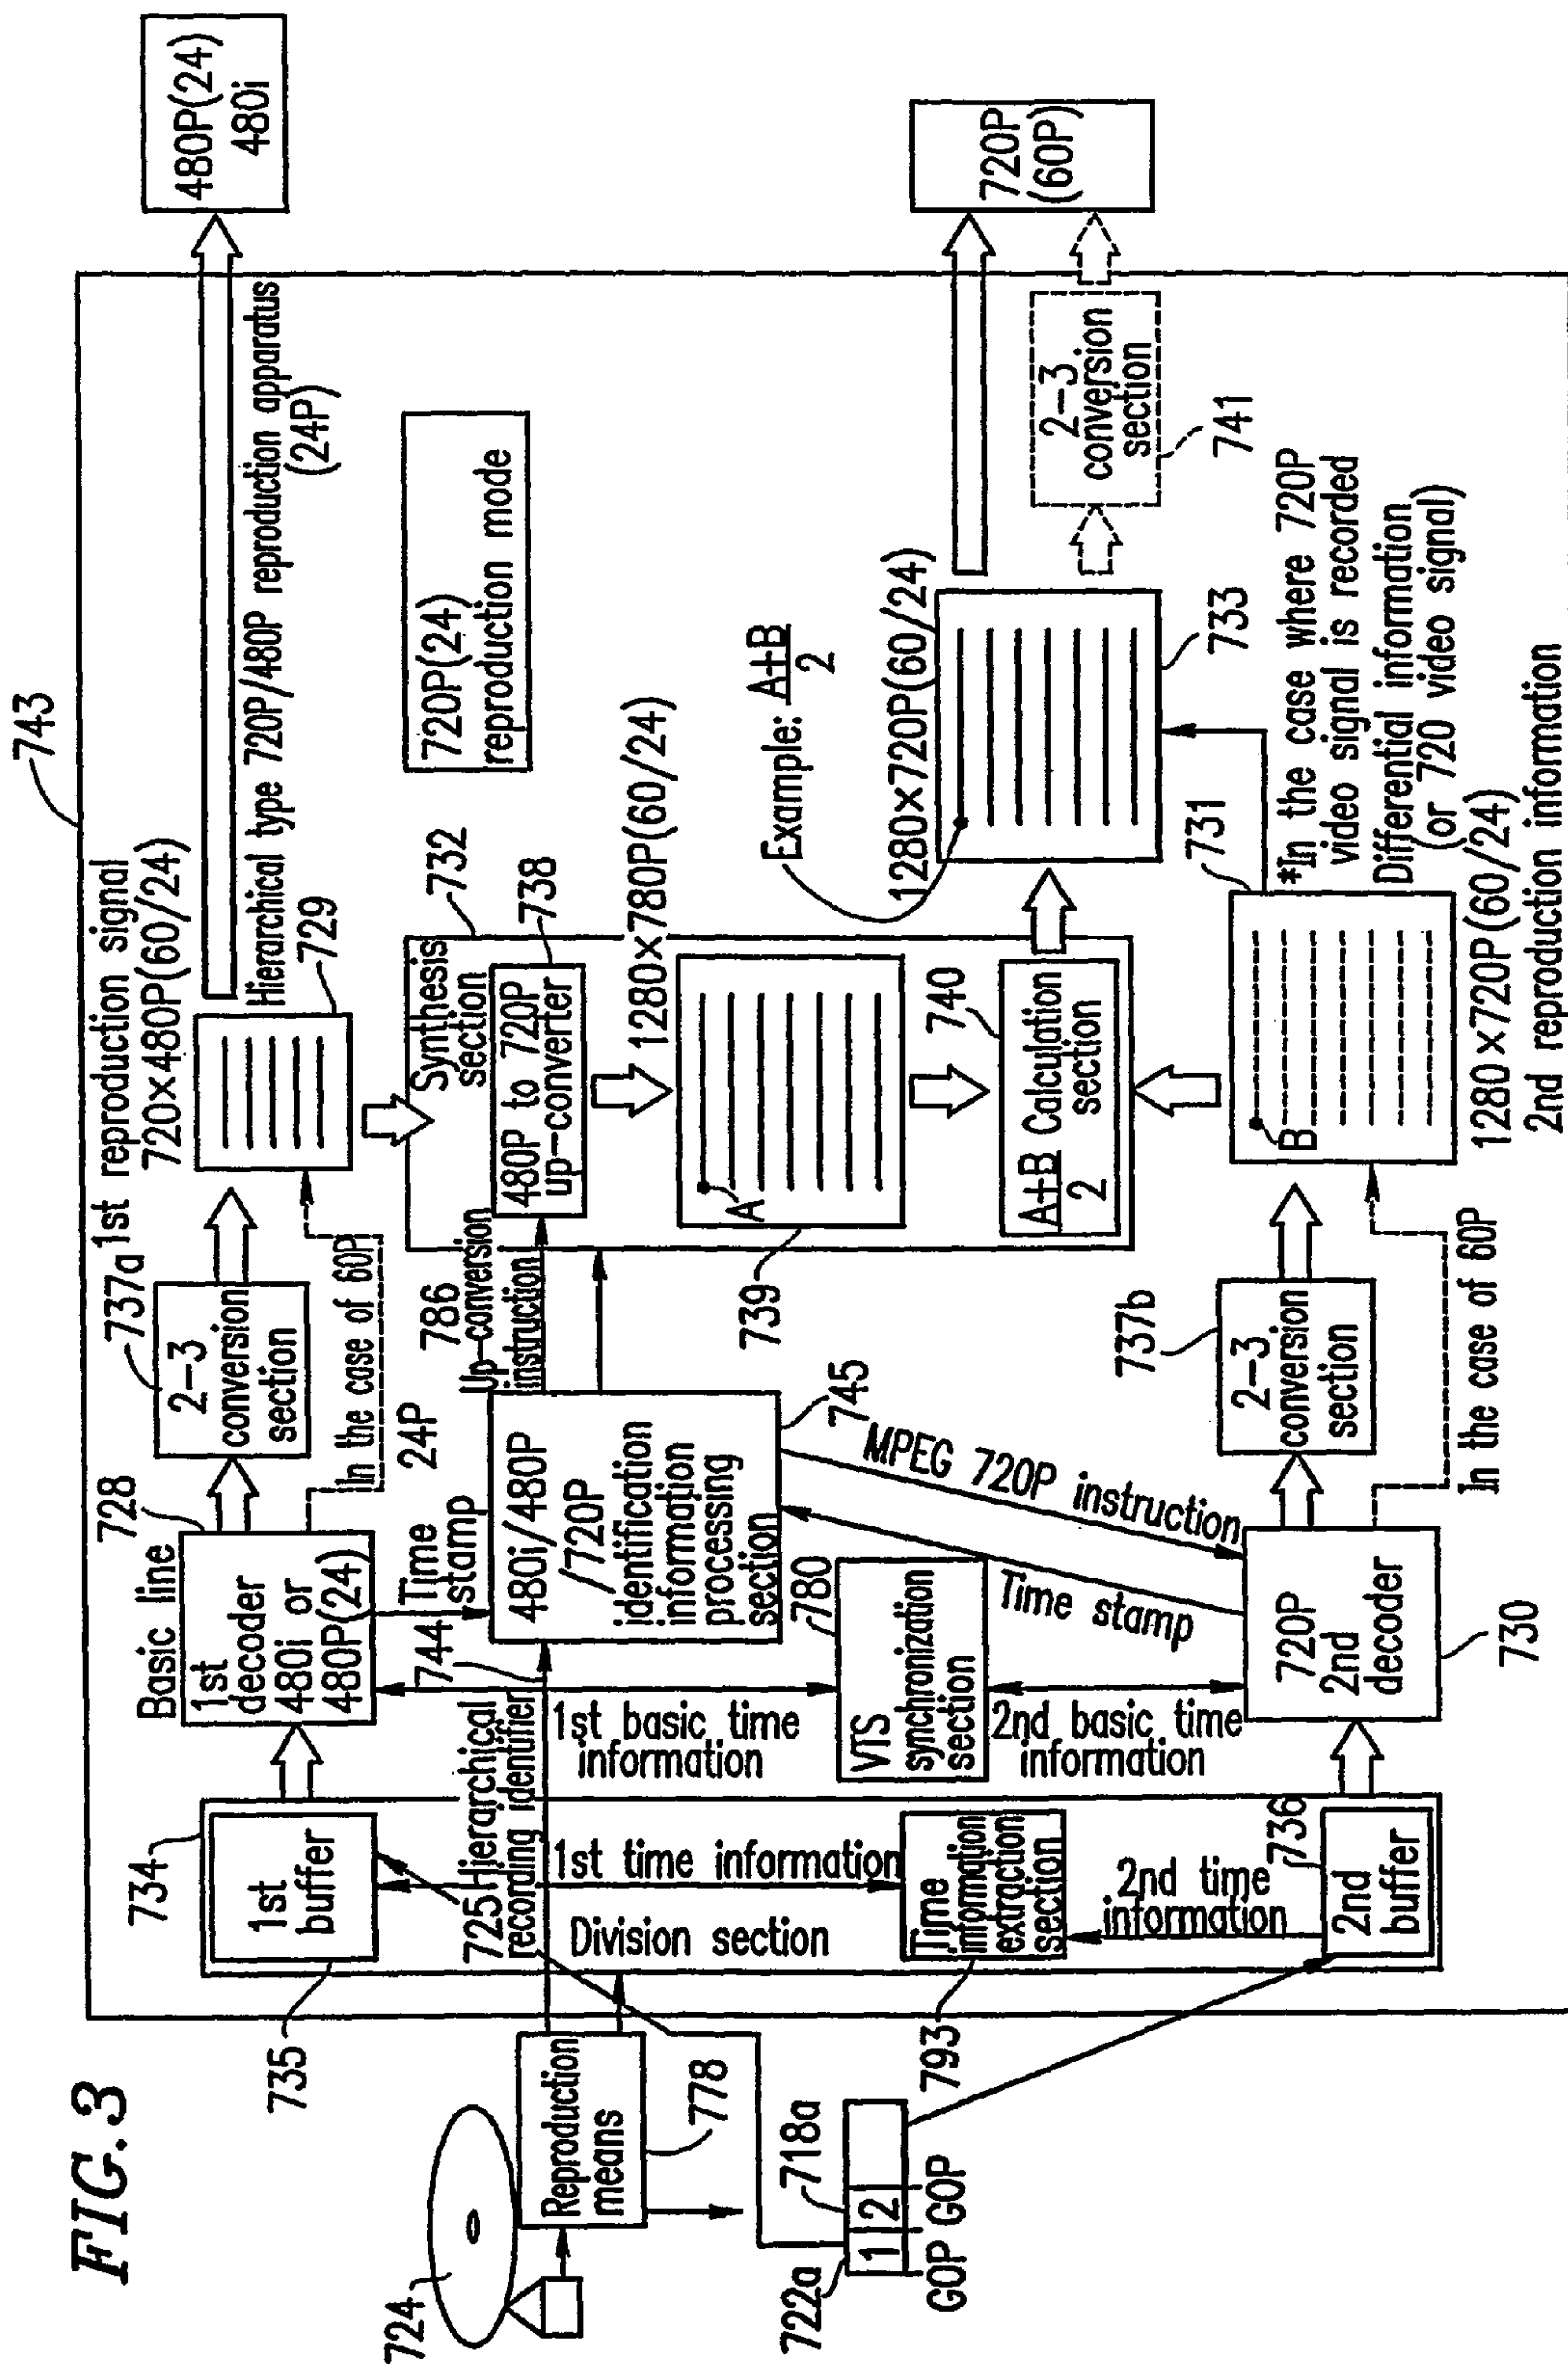 FIG.3
743
724
Reproduction
means
778
722a
1
2
718a
GOP GOP
734
735
1st
buffer
725 Hierarchical
recording identifier
1st time information
Division section
Time
information
extraction
section
793
2nd time
information
736
2nd
buffer
Basic line
728
1st
decoder
480i or
480P(24)
In the case of 60P
24P
Time
stamp
744
1st basic time
information
VTS
synchronization
section
780
2nd basic time
information
480i/480P
/720P
identification
information
processing
section
745
MPEG 720P instruction
Time stamp
720P
2nd
decoder
730
In the case of 60P
737a
2-3
conversion
section
737b
2-3
conversion
section
786
Up-conversion
instruction
1st reproduction signal
720×480P(60/24)
729
Hierarchical type 720P/480P reproduction apparatus
(24P)
720P(24)
reproduction mode
Synthesis
section
732
480P to 720P
up-converter
738
1280×780P(60/24)
A
739
740
A+B
2
Calculation
section
Example: A+B
2
1280×720P(60/24)
733
731
B
1280×720P(60/24)
2nd reproduction information
*In the case where 720P
video signal is recorded
Differential information
(or 720 video signal)
2-3
conversion
section
741
480P(24)
480i
720P
(60P)